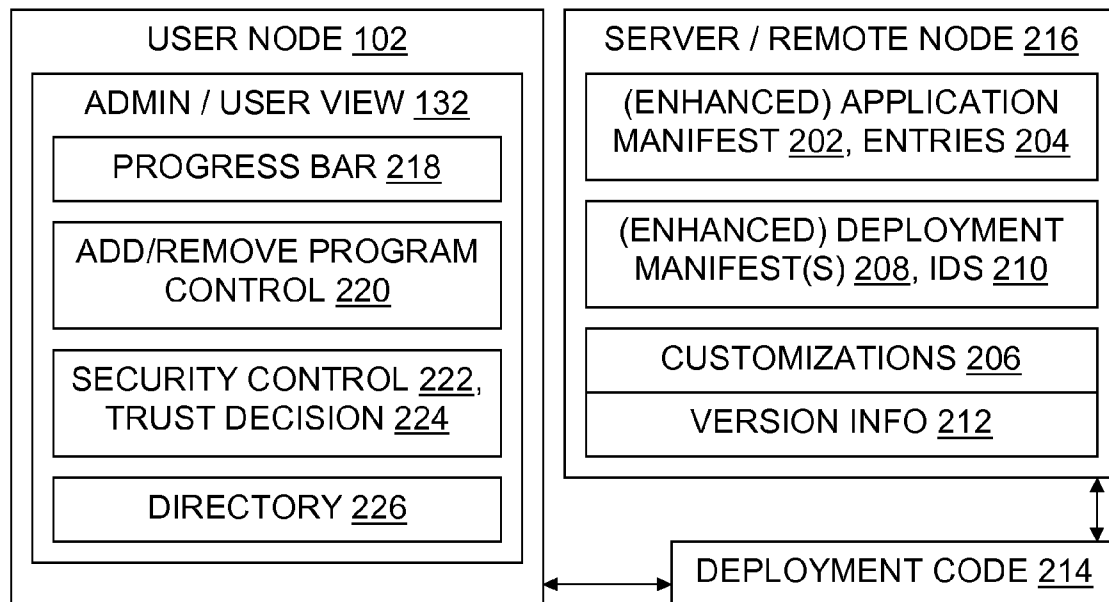 USER NODE 102
ADMIN / USER VIEW 132
PROGRESS BAR 218
ADD/REMOVE PROGRAM
CONTROL 220
SECURITY CONTROL 222,
TRUST DECISION 224
DIRECTORY 226
SERVER / REMOTE NODE 216
(ENHANCED) APPLICATION
MANIFEST 202, ENTRIES 204
(ENHANCED) DEPLOYMENT
MANIFEST(S) 208, IDS 210
CUSTOMIZATIONS 206
VERSION INFO 212
DEPLOYMENT CODE 214